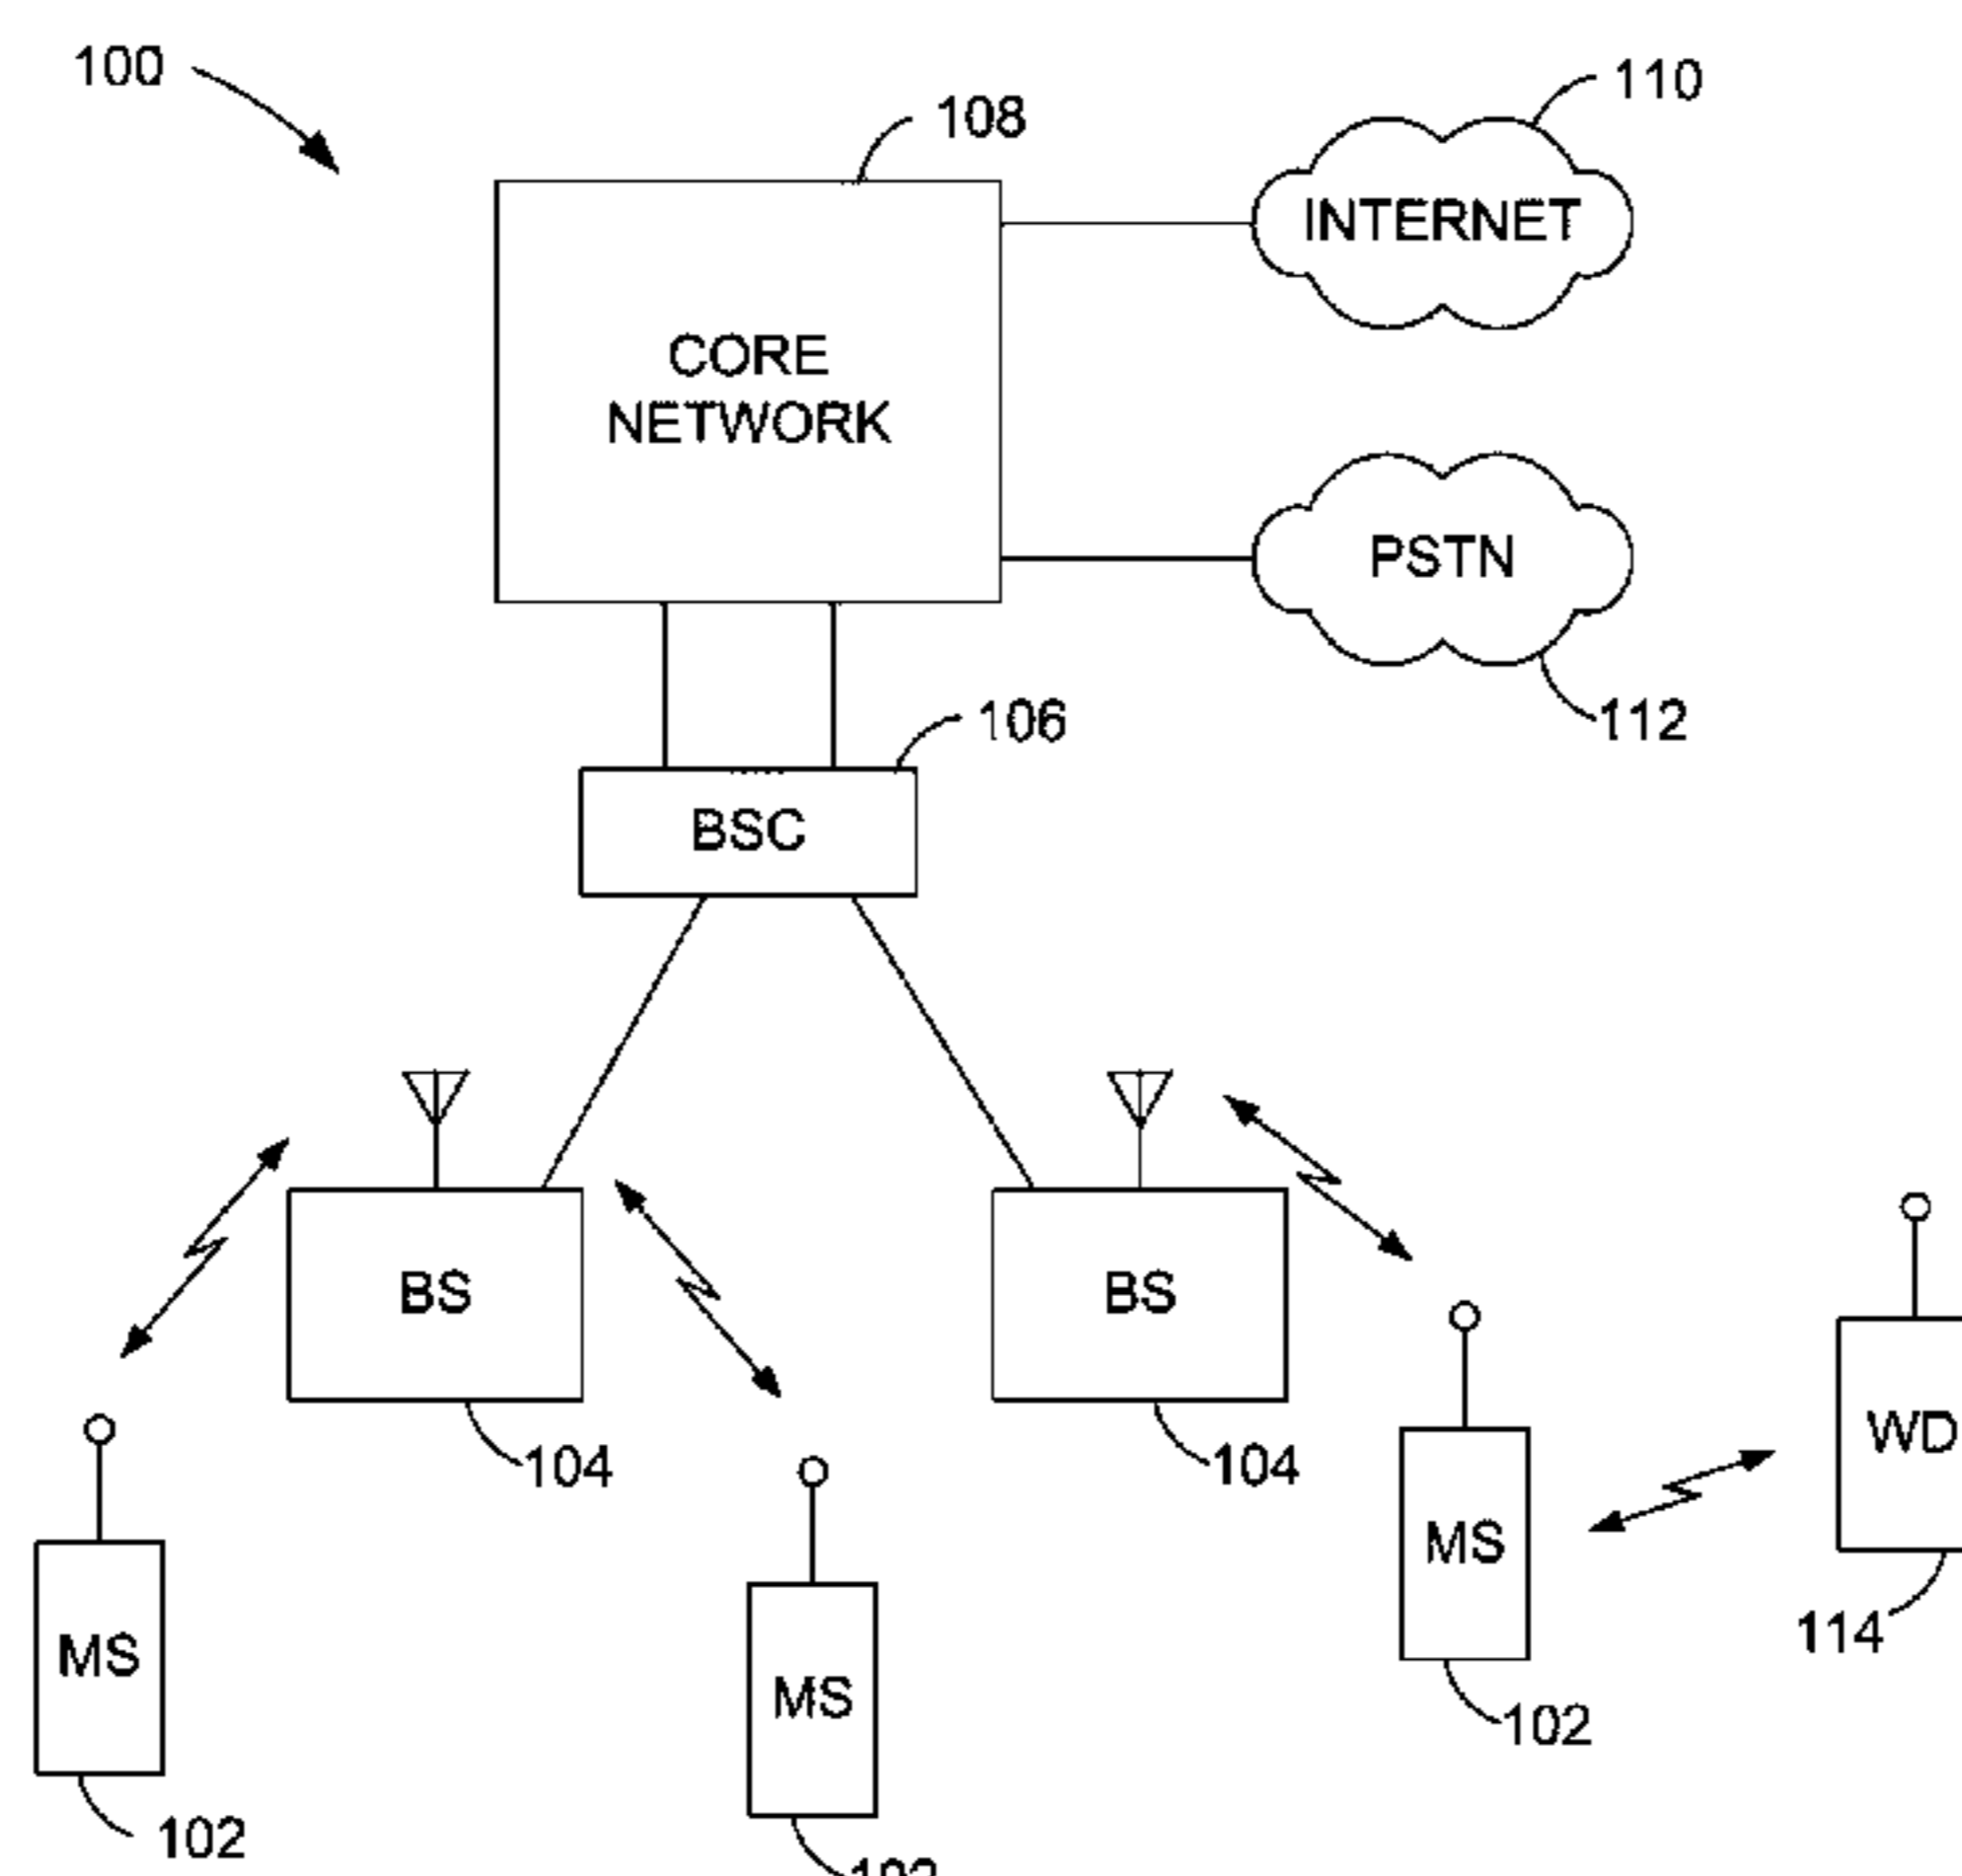 100
108
110
INTERNET
CORE
NETWORK
PSTN
112
106
BSC
BS
BS
104
104
WD
MS
114
MS
MS
102
102